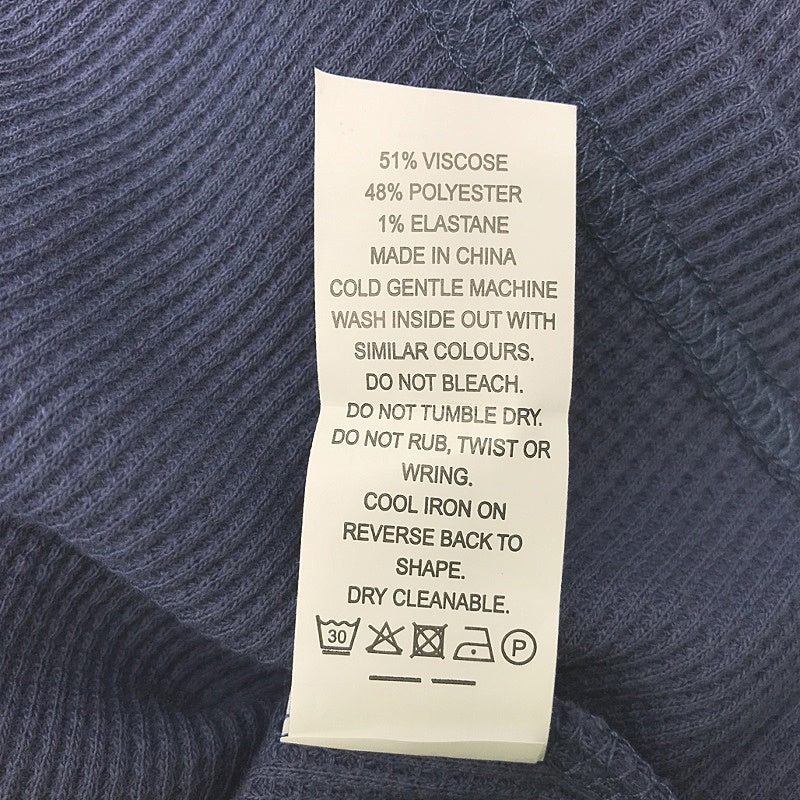 51% VISCOSE
48% POLYESTER
1% ELASTANE
MADE IN CHINA
COLD GENTLE MACHINE
WASH INSIDE OUT WITH
SIMILAR COLOURS.
DO NOT BLEACH.
DO NOT TUMBLE DRY.
DO NOT RUB, TWIST OR
WRING.
COOL IRON ON
REVERSE BACK TO
SHAPE.
DRY CLEANABLE.
30 P